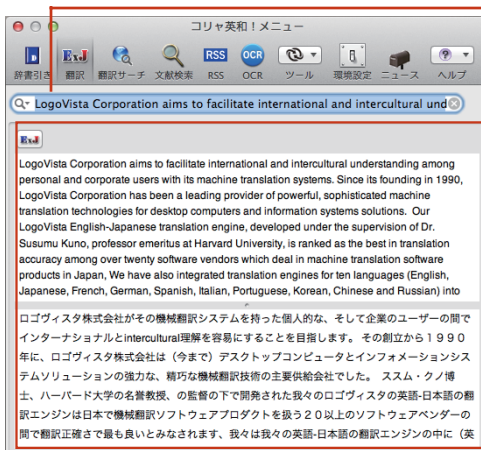 コリャ英和！メニュー
辞書引き ExJ 翻訳 翻訳サーチ 文献検索 RSS RSS OCR OCR ツール 環境設定 ニュース ? ヘルプ
LogoVista Corporation aims to facilitate international and intercultural und
ExJ
LogoVista Corporation aims to facilitate international and intercultural understanding among
personal and corporate users with its machine translation systems. Since its founding in 1990,
LogoVista Corporation has been a leading provider of powerful, sophisticated machine
translation technologies for desktop computers and information systems solutions. Our
LogoVista English-Japanese translation engine, developed under the supervision of Dr.
Susumu Kuno, professor emeritus at Harvard University, is ranked as the best in translation
accuracy among over twenty software vendors which deal in machine translation software
products in Japan, We have also integrated translation engines for ten languages (English,
Japanese, French, German, Spanish, Italian, Portuguese, Korean, Chinese and Russian) into
ロゴヴィスタ株式会社がその機械翻訳システムを持った個人的な、そして企業のユーザーの間で
インターナショナルとintercultural理解を容易にすることを目指します。 その創立から１９９０
年に、ロゴヴィスタ株式会社は（今まで）デスクトップコンピュータとインフォメーションシス
テムソリューションの強力な、精巧な機械翻訳技術の主要供給会社でした。 ススム・クノ博
士、ハーバード大学の名誉教授、の監督の下で開発された我々のロゴヴィスタの英語-日本語の翻
訳エンジンは日本で機械翻訳ソフトウェアプロダクトを扱う２０以上のソフトウェアベンダーの
間で翻訳正確さで最も良いとみなされます、我々は我々の英語-日本語の翻訳エンジンの中に（英